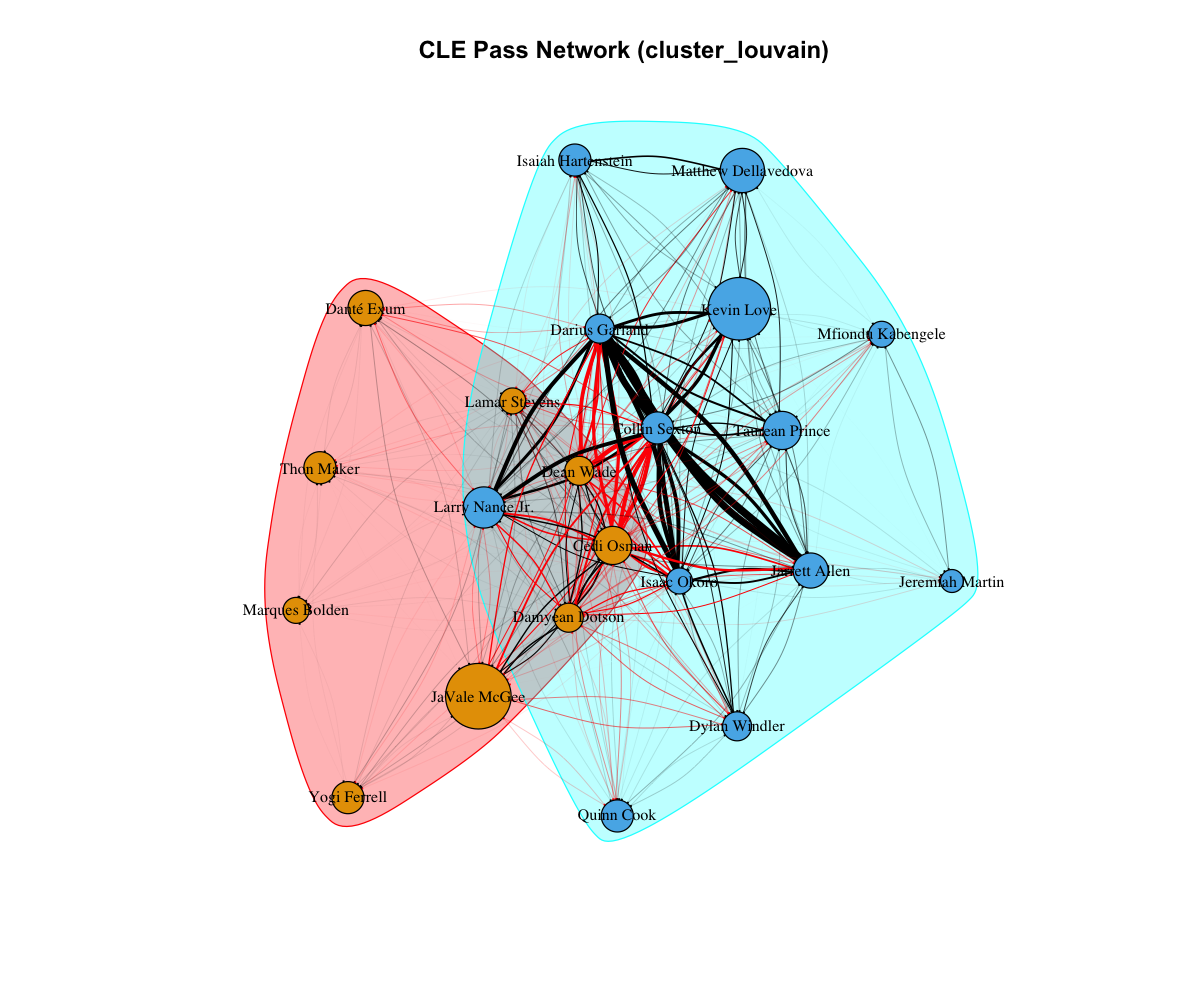 CLE Pass Network (cluster_louvain)
Isaiah Hartenstein
Matthew Dellavedova
Danté Exum
Kevin Love
Darius Garland
Mfiondu Kabengele
Lamar Stevens
Collin Sexton
Taurean Prince
Thon Maker
Dean Wade
Larry Nance Jr.
Cedi Osman
Jarrett Allen
Isaac Okoro
Jeremiah Martin
Marques Bolden
Damyean Dotson
JaVale McGee
Dylan Windler
Yogi Ferrell
Quinn Cook